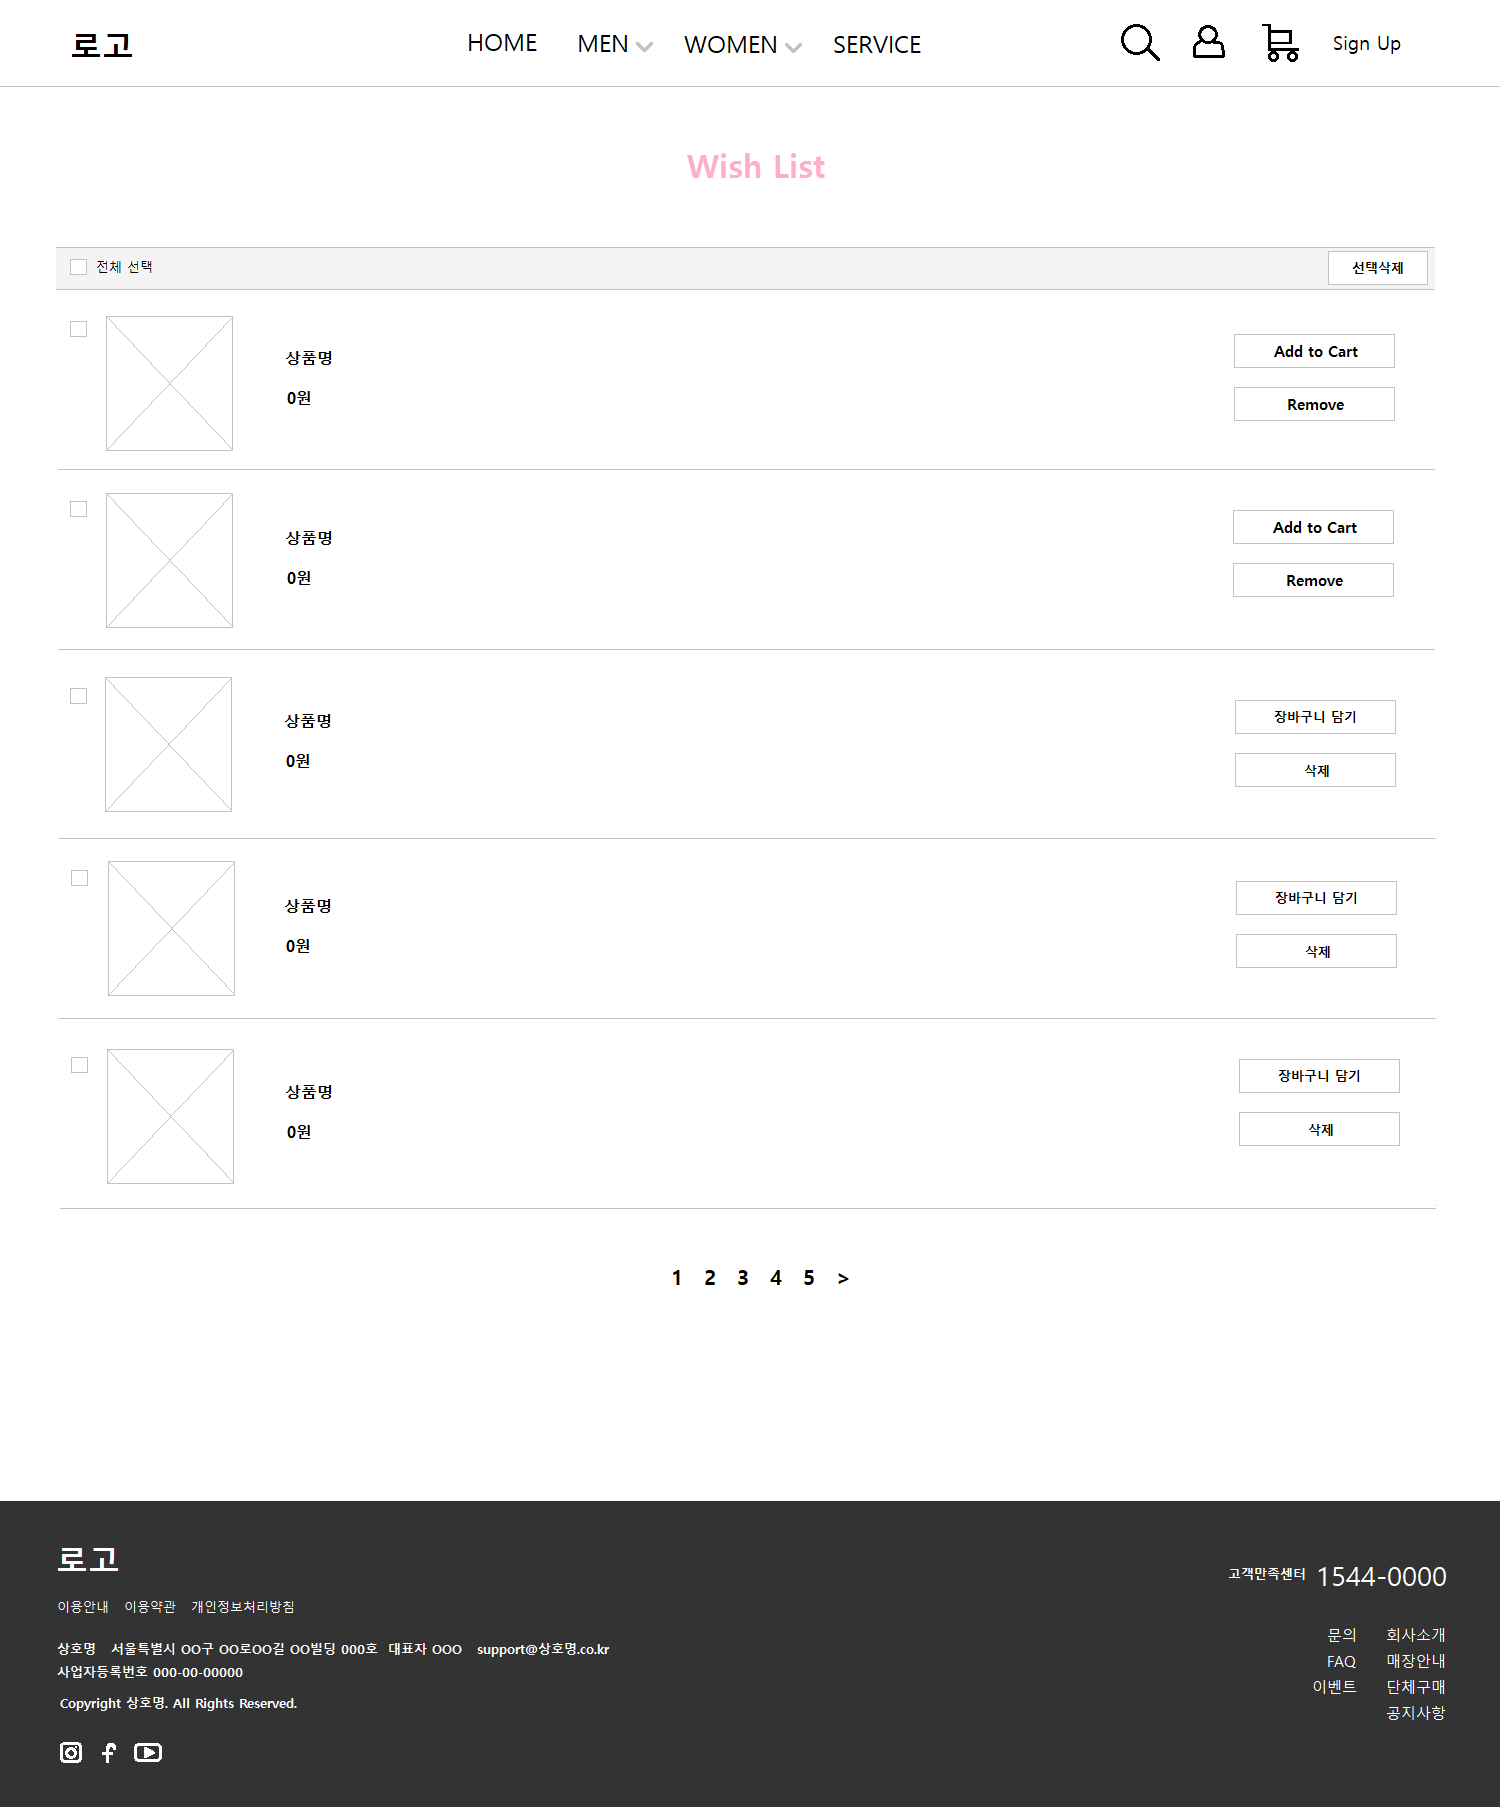 로고
HOME MEN WOMEN SERVICE
Sign Up
Wish List
전체 선택
선택삭제
상품명
0원
Add to Cart
Remove
상품명
0원
Add to Cart
Remove
상품명
0원
장바구니 담기
삭제
상품명
0원
장바구니 담기
삭제
상품명
0원
장바구니 담기
삭제
1 2 3 4 5 >
로고
이용안내 이용약관 개인정보처리방침
상호명 서울특별시 OO구 OO로OO길 OO빌딩 000호 대표자 OOO support@상호명.co.kr
사업자등록번호 000-00-00000
Copyright 상호명. All Rights Reserved.
고객만족센터 1544-0000
문의 회사소개
FAQ 매장안내
이벤트 단체구매
공지사항